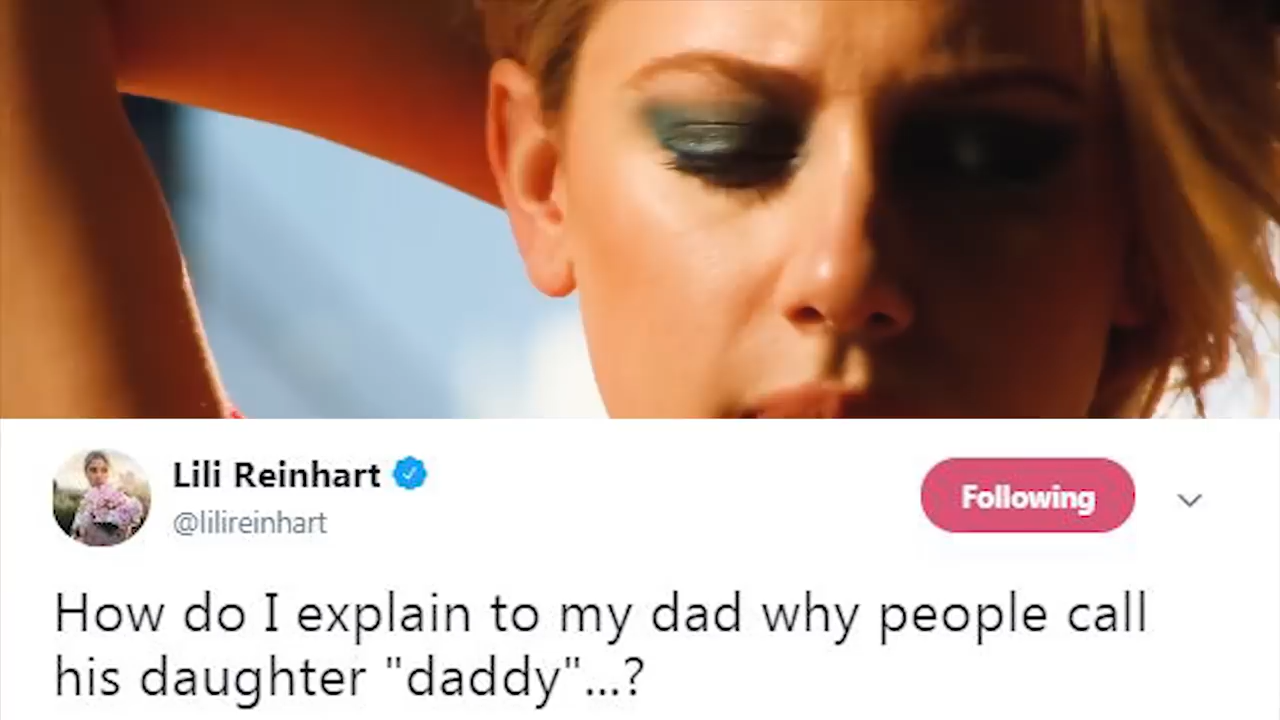 Lili Reinhart
@lilireinhart
Following
How do I explain to my dad why people call
his daughter "daddy"...?